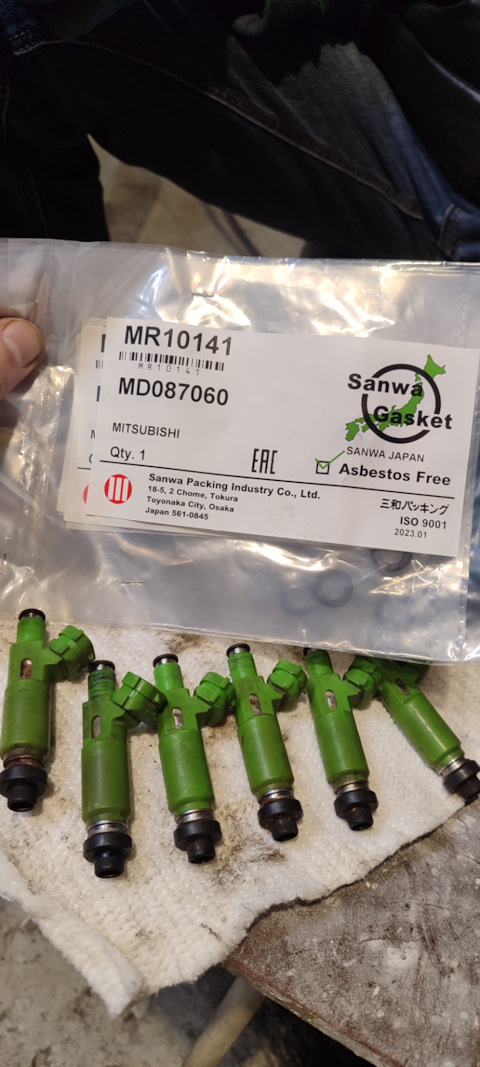 MR10141
MR10141
MD087060
MITSUBISHI
Qty. 1
EAC
Sanwa
Gasket
SANWA JAPAN
Asbestos Free
Sanwa Packing Industry Co., Ltd.
18-5, 2 Chome, Tokura
Toyonaka City, Osaka
Japan 561-0845
三和パッキング
ISO 9001
2023.01